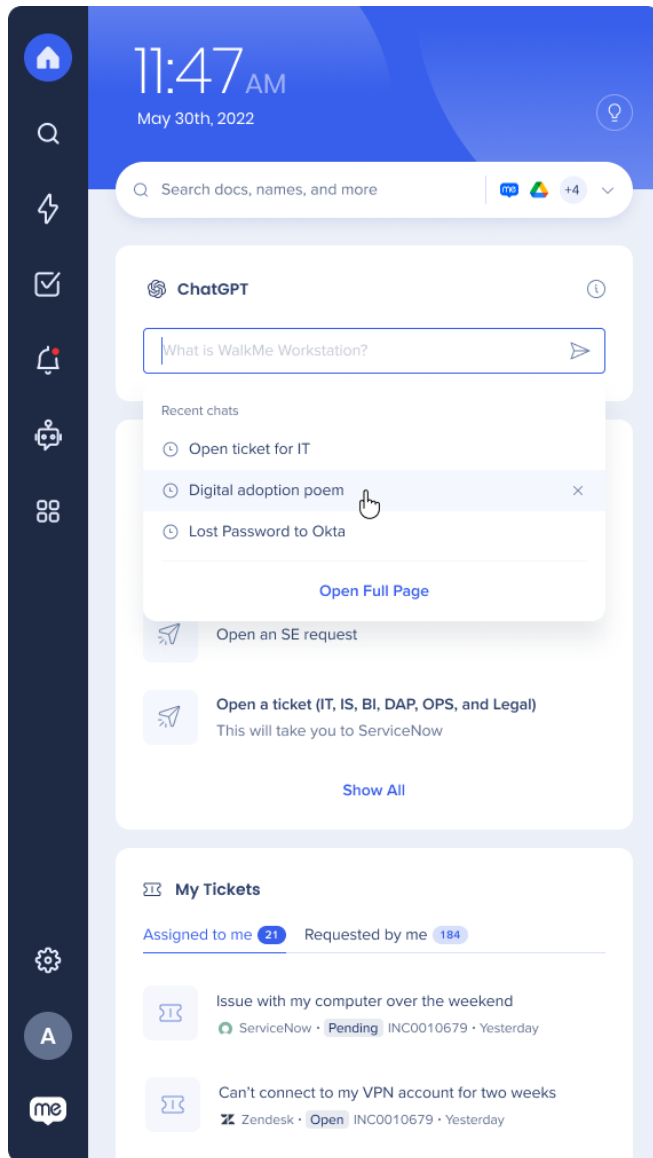 11:47 AM
May 30th, 2022
Search docs, names, and more
me
+4
ChatGPT
What is WalkMe Workstation?
Recent chats
Open ticket for IT
Digital adoption poem
Lost Password to Okta
Open Full Page
Open an SE request
Open a ticket (IT, IS, BI, DAP, OPS, and Legal)
This will take you to ServiceNow
Show All
My Tickets
Assigned to me 21 Requested by me 184
Issue with my computer over the weekend
ServiceNow · Pending INC0010679 · Yesterday
Can’t connect to my VPN account for two weeks
Zendesk · Open INC0010679 · Yesterday
A
me